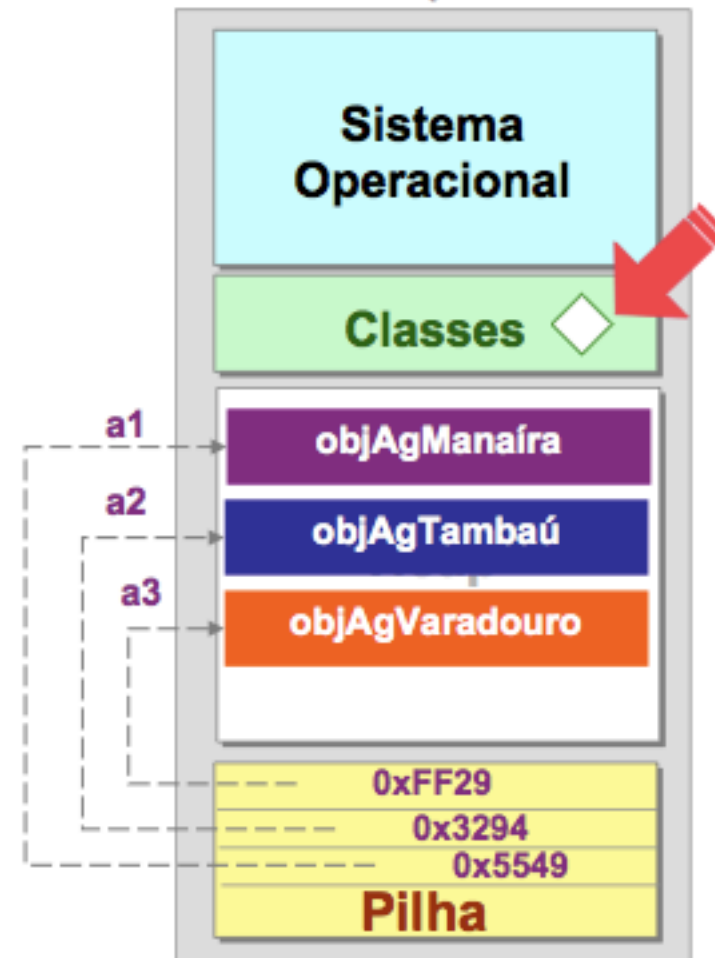 Sistema
Operacional
Classes
a1
objAgManaíra
a2
objAgTambaú
a3
objAgVaradouro
0xFF29
0x3294
0x5549
Pilha